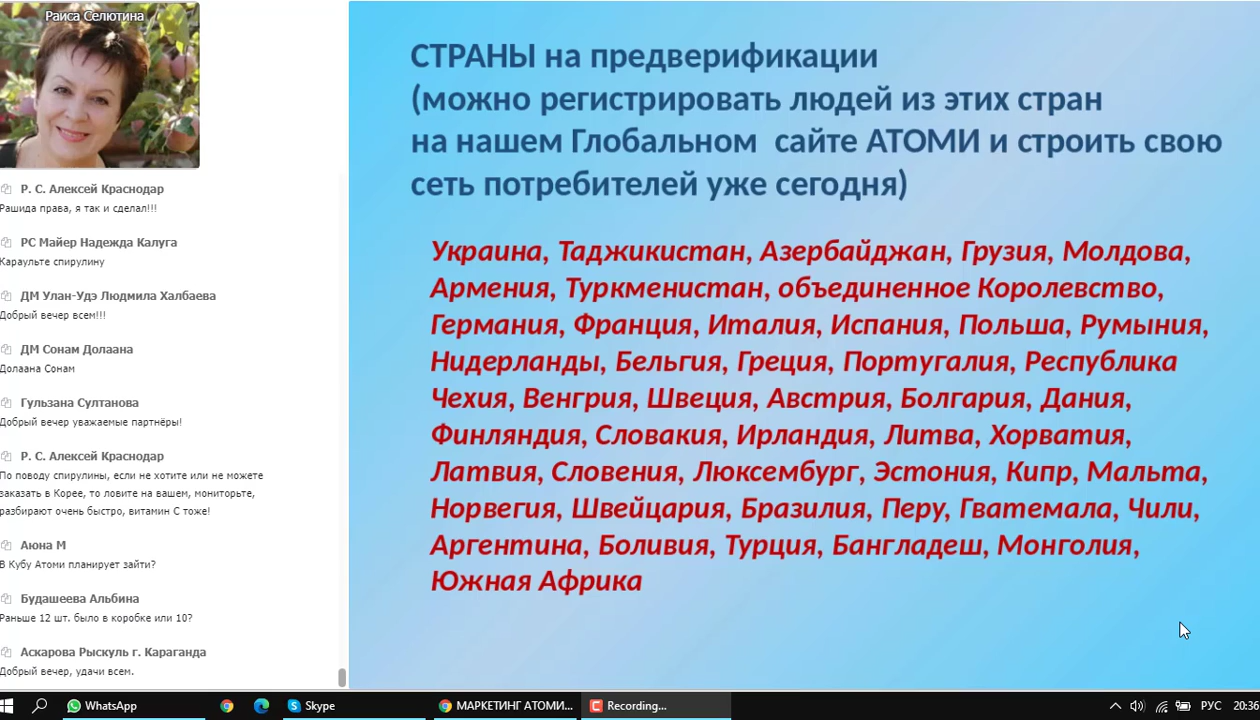 Раиса Селютина
Р. С. Алексей Краснодар
Рашида права, я так и сделал!!!
РС Майер Надежда Калуга
Караульте спирулину
ДМ Улан-Удэ Людмила Халбаева
Добрый вечер всем!!!
ДМ Сонам Долаана
Долаана Сонам
Гульзана Султанова
Добрый вечер уважаемые партнёры!
Р. С. Алексей Краснодар
По поводу спирулины, если не хотите или не можете
заказать в Корее, то ловите на вашем, мониторьте,
разбирают очень быстро, витамин С тоже!
Аюна М
В Кубу Атоми планирует зайти?
Будашеева Альбина
Раньше 12 шт. было в коробке или 10?
Аскарова Рыскуль г. Караганда
Добрый вечер, удачи всем.
СТРАНЫ на предверификации
(можно регистрировать людей из этих стран
на нашем Глобальном сайте АТОМИ и строить свою
сеть потребителей уже сегодня)
Украина, Таджикистан, Азербайджан, Грузия, Молдова,
Армения, Туркменистан, объединенное Королевство,
Германия, Франция, Италия, Испания, Польша, Румыния,
Нидерланды, Бельгия, Греция, Португалия, Республика
Чехия, Венгрия, Швеция, Австрия, Болгария, Дания,
Финляндия, Словакия, Ирландия, Литва, Хорватия,
Латвия, Словения, Люксембург, Эстония, Кипр, Мальта,
Норвегия, Швейцария, Бразилия, Перу, Гватемала, Чили,
Аргентина, Боливия, Турция, Бангладеш, Монголия,
Южная Африка
WhatsApp
Skype
МАРКЕТИНГ АТОМИ...
Recording...
РУС
20:36